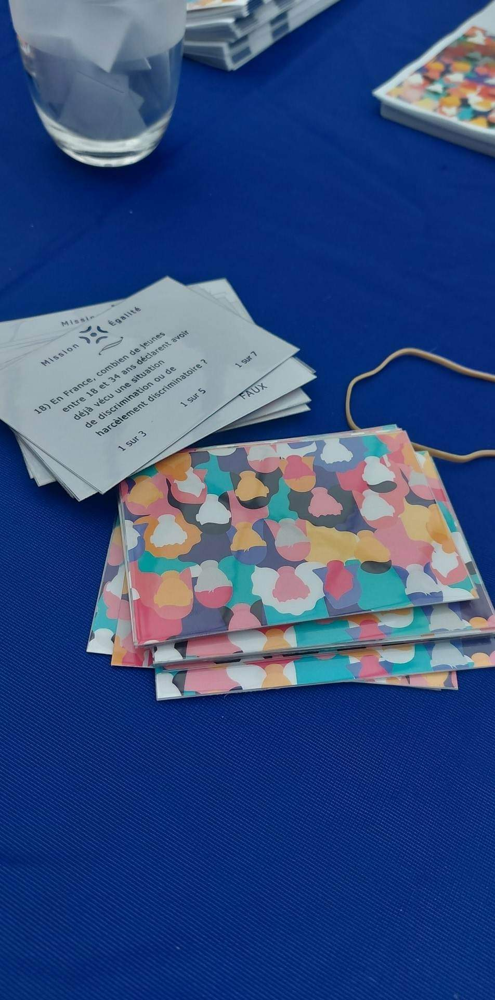 Missio
Mission Égalité
18) En France, combien de jeunes
entre 18 et 34 ans déclarent avoir
déjà vécu une situation
de discrimination ou de
harcèlement discriminatoire ?
1 sur 3 1 sur 5 1 sur 7
FAUX